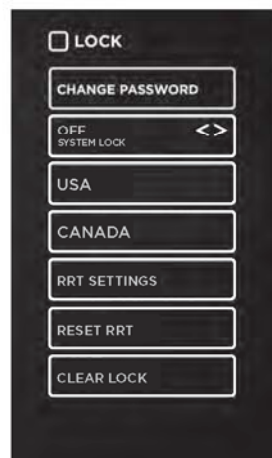 LOCK
CHANGE PASSWORD
OFF <>
SYSTEM LOCK
USA
CANADA
RRT SETTINGS
RESET RRT
CLEAR LOCK